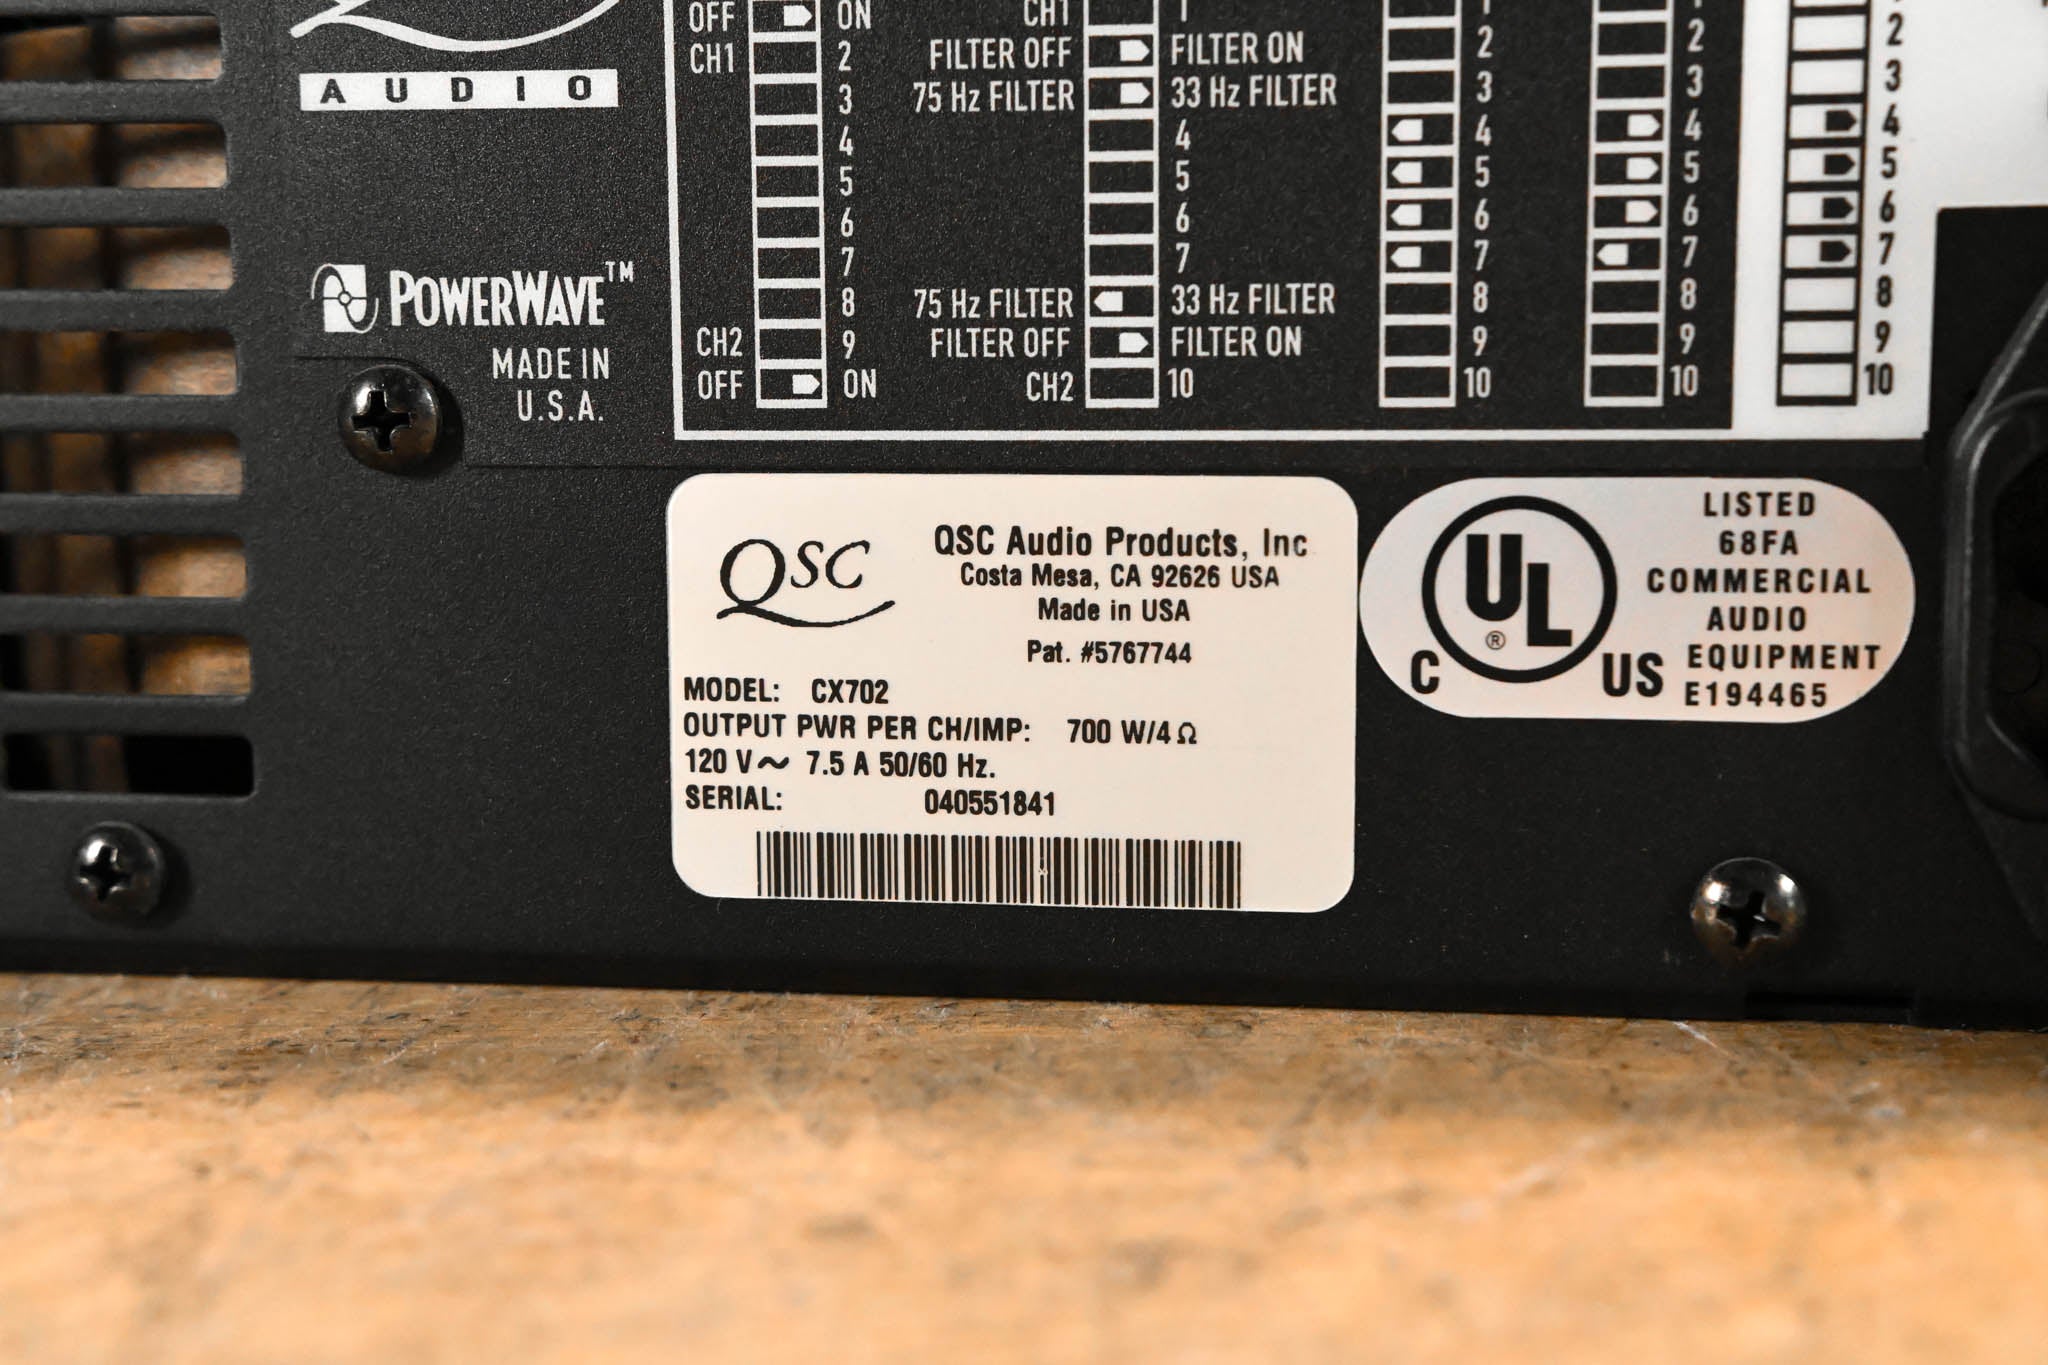 AUDIO
POWERWAVE™
MADE IN
U.S.A.
OFF ON
CH1 2
3
4
5
6
7
8
CH2 9
OFF ON
CH1 1
FILTER OFF FILTER ON
75 Hz FILTER 33 Hz FILTER
4
5
6
7
75 Hz FILTER 33 Hz FILTER
FILTER OFF FILTER ON
CH2 10
1
2
3
4
5
6
7
8
9
10
1
2
3
4
5
6
7
8
9
10
1
2
3
4
5
6
7
8
9
10
QSC
QSC Audio Products, Inc
Costa Mesa, CA 92626 USA
Made in USA
Pat. #5767744
MODEL: CX702
OUTPUT PWR PER CH/IMP: 700 W/4 Ω
120 V~ 7.5 A 50/60 Hz.
SERIAL: 040551841
C UL ® US
LISTED
68FA
COMMERCIAL
AUDIO
EQUIPMENT
E194465